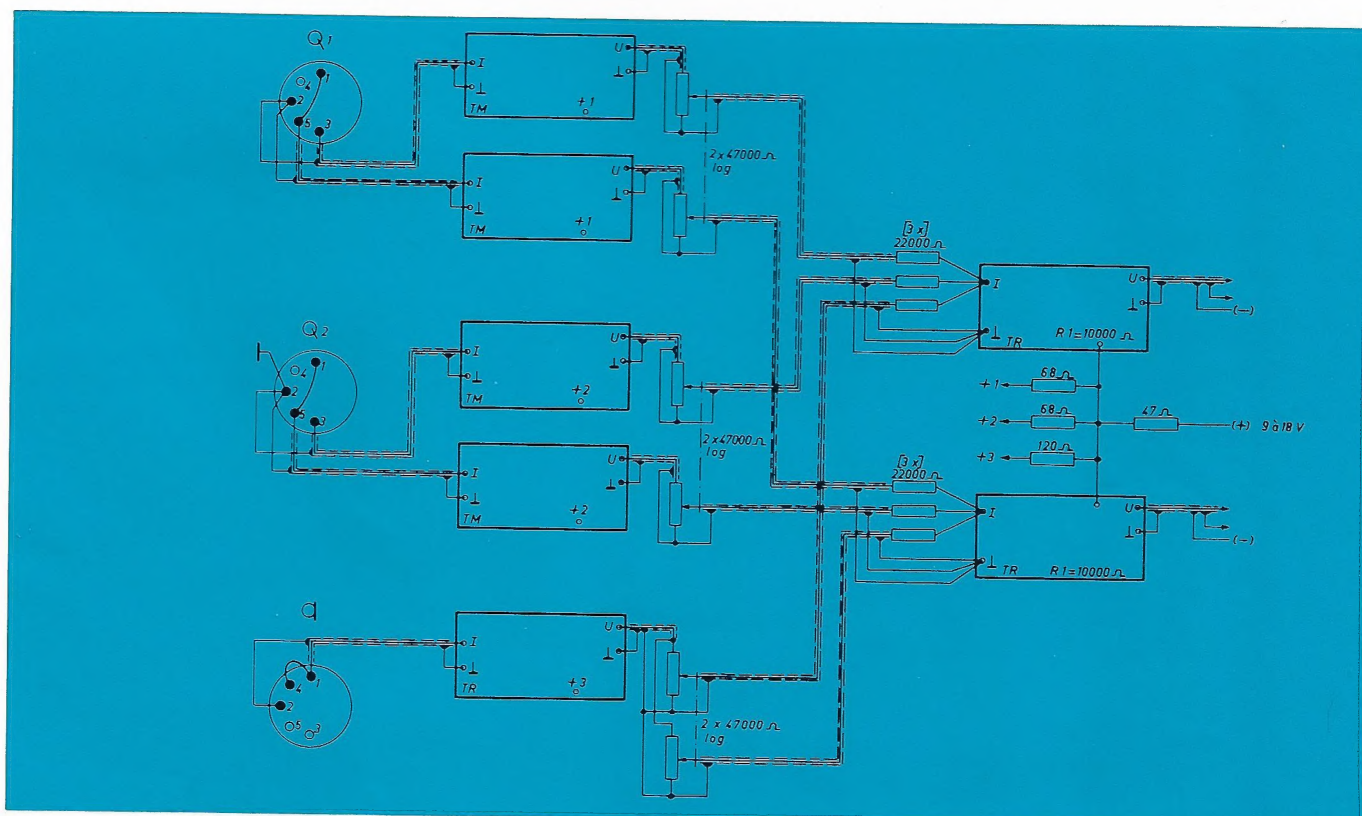 Q1
1
4
2
5
3
I
⊥
TM
+1
U
⊥
I
⊥
TM
+1
U
⊥
2 x 47000 Ω
log
Q2
1
4
2
5
3
I
⊥
TM
+2
U
⊥
I
⊥
TM
+2
U
⊥
2 x 47000 Ω
log
q
1
4
2
5
3
I
⊥
TR
+3
U
⊥
2 x 47000 Ω
log
[3 x]
22000 Ω
I
⊥
TR
R1=10000 Ω
U
⊥
(-)
+1
68 Ω
+2
68 Ω
+3
120 Ω
47 Ω
(+) 9 à 18 V
[3 x]
22000 Ω
I
⊥
TR
R1=10000 Ω
U
⊥
(-)